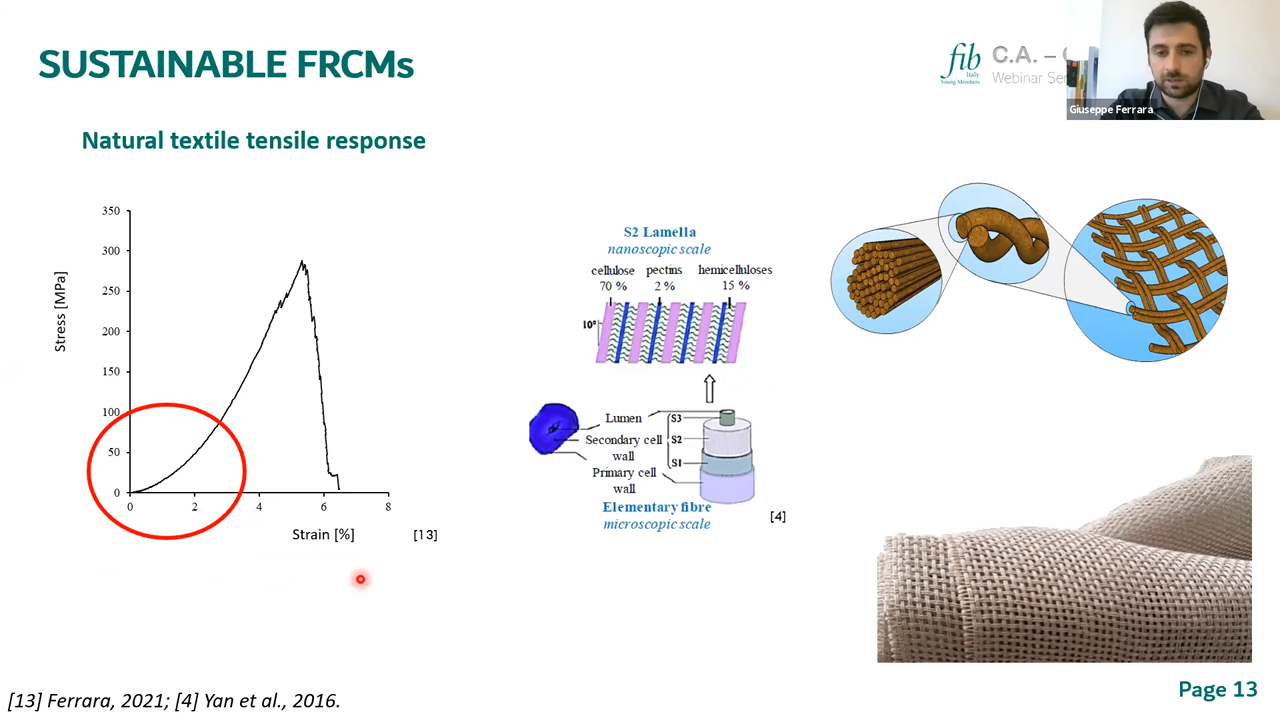 SUSTAINABLE FRCMs
fib
Italy
Young Members
C.A. –
Webinar
Giuseppe Ferrara
Natural textile tensile response
350
300
250
200
150
100
50
0
0 2 4 6 8
Stress [MPa]
Strain [%]
[13]
S2 Lamella
nanoscopic scale
cellulose pectins hemicelluloses
70 % 2 % 15 %
Lumen
S3
Secondary cell
wall
S2
S1
Primary cell
wall
Elementary fibre
microscopic scale
[4]
[13] Ferrara, 2021; [4] Yan et al., 2016.
Page 13